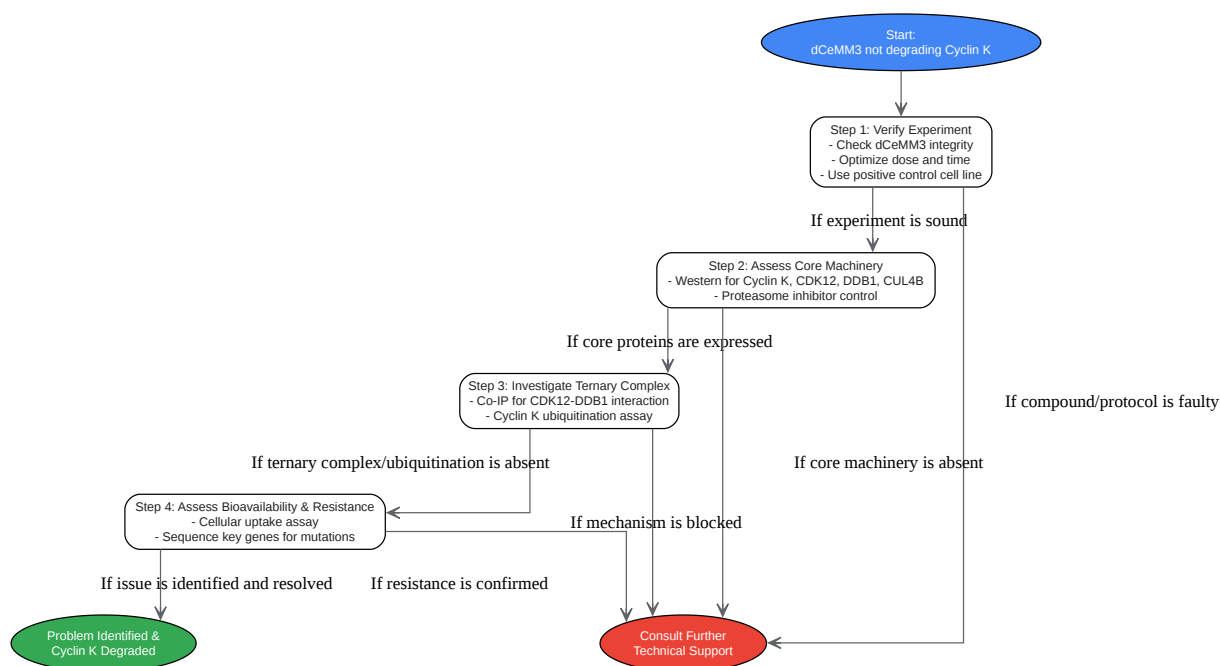 Start:
dCeMM3 not degrading Cyclin K
Step 1: Verify Experiment
- Check dCeMM3 integrity
- Optimize dose and time
- Use positive control cell line
If experiment is sound
Step 2: Assess Core Machinery
- Western for Cyclin K, CDK12, DDB1, CUL4B
- Proteasome inhibitor control
If core proteins are expressed
Step 3: Investigate Ternary Complex
- Co-IP for CDK12-DDB1 interaction
- Cyclin K ubiquitination assay
If compound/protocol is faulty
If ternary complex/ubiquitination is absent
If core machinery is absent
Step 4: Assess Bioavailability & Resistance
- Cellular uptake assay
- Sequence key genes for mutations
If mechanism is blocked
If issue is identified and resolved
If resistance is confirmed
Problem Identified &
Cyclin K Degraded
Consult Further
Technical Support